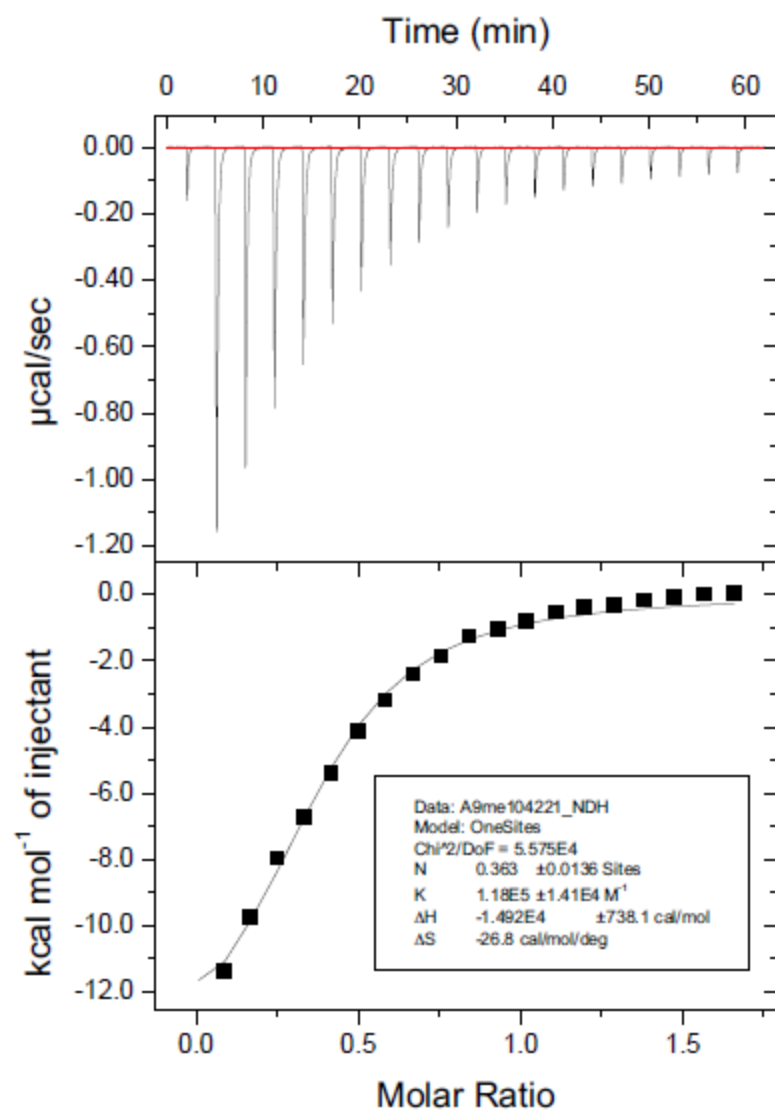 Time (min)
0 10 20 30 40 50 60
0.00
-0.20
-0.40
-0.60
-0.80
-1.00
-1.20
µcal/sec
0.0
-2.0
-4.0
-6.0
-8.0
-10.0
-12.0
kcal mol⁻¹ of injectant
Data: A9me104221_NDH
Model: OneSites
Chi^2/DoF = 5.575E4
N 0.363 ±0.0136 Sites
K 1.18E5 ±1.41E4 M⁻¹
ΔH -1.492E4 ±738.1 cal/mol
ΔS -26.8 cal/mol/deg
0.0 0.5 1.0 1.5
Molar Ratio